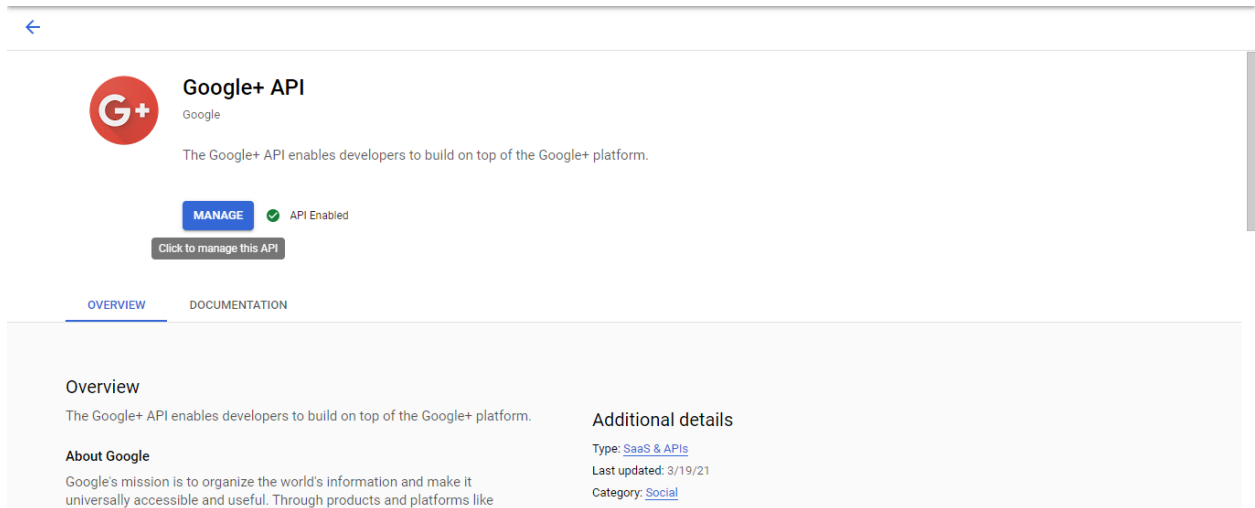 G+
Google+ API
Google
The Google+ API enables developers to build on top of the Google+ platform.
MANAGE
API Enabled
Click to manage this API
OVERVIEW
DOCUMENTATION
Overview
The Google+ API enables developers to build on top of the Google+ platform.
About Google
Google's mission is to organize the world's information and make it
universally accessible and useful. Through products and platforms like
Additional details
Type: SaaS & APIs
Last updated: 3/19/21
Category: Social